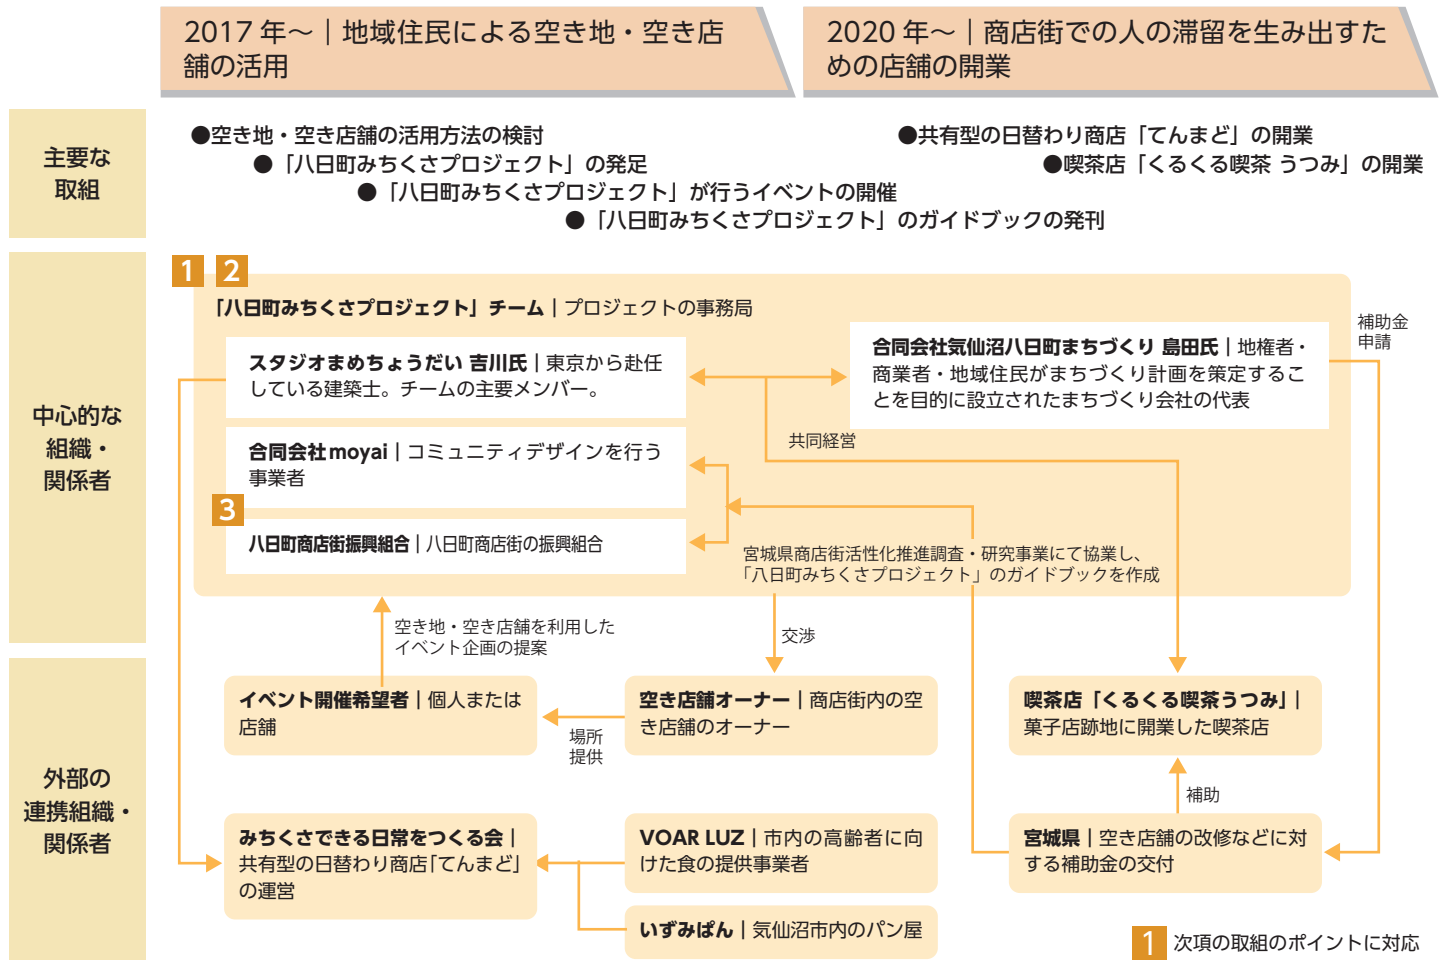 2017 年～｜地域住民による空き地・空き店
舗の活用
2020 年～｜商店街での人の滞留を生み出すた
めの店舗の開業
主要な
取組
●空き地・空き店舗の活用方法の検討
●「八日町みちくさプロジェクト」の発足
●「八日町みちくさプロジェクト」が行うイベントの開催
●「八日町みちくさプロジェクト」のガイドブックの発刊
●共有型の日替わり商店「てんまど」の開業
●喫茶店「くるくる喫茶 うつみ」の開業
中心的な
組織・
関係者
1 2
「八日町みちくさプロジェクト」チーム｜プロジェクトの事務局
スタジオまめちょうだい 吉川氏｜東京から赴任
している建築士。チームの主要メンバー。
合同会社気仙沼八日町まちづくり 島田氏｜地権者・
商業者・地域住民がまちづくり計画を策定するこ
とを目的に設立されたまちづくり会社の代表
補助金
申請
共同経営
合同会社moyai｜コミュニティデザインを行う
事業者
3
八日町商店街振興組合｜八日町商店街の振興組合
宮城県商店街活性化推進調査・研究事業にて協業し、
「八日町みちくさプロジェクト」のガイドブックを作成
空き地・空き店舗を利用した
イベント企画の提案
交渉
外部の
連携組織・
関係者
イベント開催希望者｜個人または
店舗
場所
提供
空き店舗オーナー｜商店街内の空
き店舗のオーナー
喫茶店「くるくる喫茶うつみ」｜
菓子店跡地に開業した喫茶店
補助
みちくさできる日常をつくる会｜
共有型の日替わり商店「てんまど」
の運営
VOAR LUZ｜市内の高齢者に向
けた食の提供事業者
宮城県｜空き店舗の改修などに対
する補助金の交付
いずみぱん｜気仙沼市内のパン屋
1 次項の取組のポイントに対応